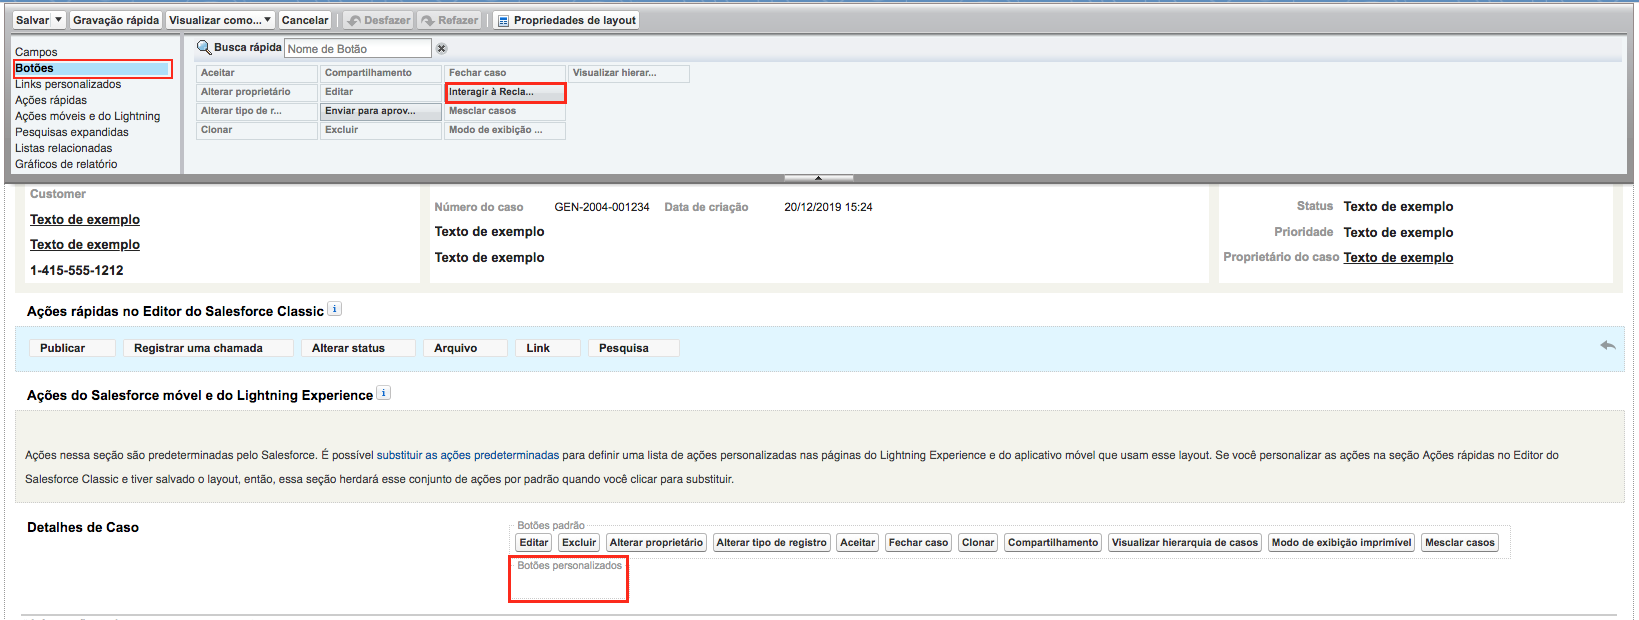 Salvar Gravação rápida Visualizar como... Cancelar Desfazer Refazer Propriedades de layout
Campos
Botões
Links personalizados
Ações rápidas
Ações móveis e do Lightning
Pesquisas expandidas
Listas relacionadas
Gráficos de relatório
Busca rápida Nome de Botão
Aceitar Compartilhamento Fechar caso Visualizar hierar...
Alterar proprietário Editar Interagir à Recla...
Alterar tipo de r... Enviar para aprov... Mesclar casos
Clonar Excluir Modo de exibição ...
Customer
Texto de exemplo
Texto de exemplo
1-415-555-1212
Número do caso GEN-2004-001234 Data de criação 20/12/2019 15:24
Texto de exemplo
Texto de exemplo
Status Texto de exemplo
Prioridade Texto de exemplo
Proprietário do caso Texto de exemplo
Ações rápidas no Editor do Salesforce Classic i
Publicar Registrar uma chamada Alterar status Arquivo Link Pesquisa
Ações do Salesforce móvel e do Lightning Experience i
Ações nessa seção são predeterminadas pelo Salesforce. É possível substituir as ações predeterminadas para definir uma lista de ações personalizadas nas páginas do Lightning Experience e do aplicativo móvel que usam esse layout. Se você personalizar as ações na seção Ações rápidas no Editor do
Salesforce Classic e tiver salvado o layout, então, essa seção herdará esse conjunto de ações por padrão quando você clicar para substituir.
Detalhes de Caso
Botões padrão
Editar Excluir Alterar proprietário Alterar tipo de registro Aceitar Fechar caso Clonar Compartilhamento Visualizar hierarquia de casos Modo de exibição imprimível Mesclar casos
Botões personalizados